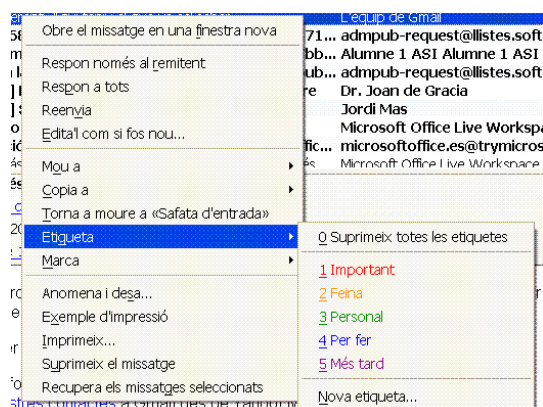 L'equip de Gmail
admpub-request@llistes.soft
Alumne 1 ASI Alumne 1 ASI
admpub-request@llistes.soft
Dr. Joan de Gracia
Jordi Mas
Microsoft Office Live Workspa
microsoftoffice.es@trymicros
Microsoft Office Live Workspace
Obre el missatge en una finestra nova
Respon només al remitent
Respon a tots
Reenvia
Edita'l com si fos nou...
Mou a
Copia a
Torna a moure a «Safata d'entrada»
Etiqueta
Marca
Anomena i desa...
Exemple d'impressió
Imprimeix...
Suprimeix el missatge
Recupera els missatges seleccionats
0 Suprimeix totes les etiquetes
1 Important
2 Feina
3 Personal
4 Per fer
5 Més tard
Nova etiqueta...